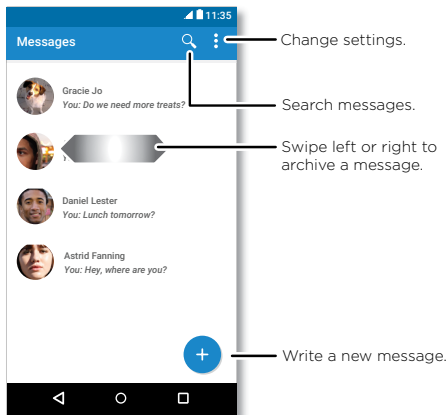 11:35
Messages
Change settings.
Gracie Jo
You: Do we need more treats?
Search messages.
Swipe left or right to
archive a message.
Daniel Lester
You: Lunch tomorrow?
Astrid Fanning
You: Hey, where are you?
Write a new message.